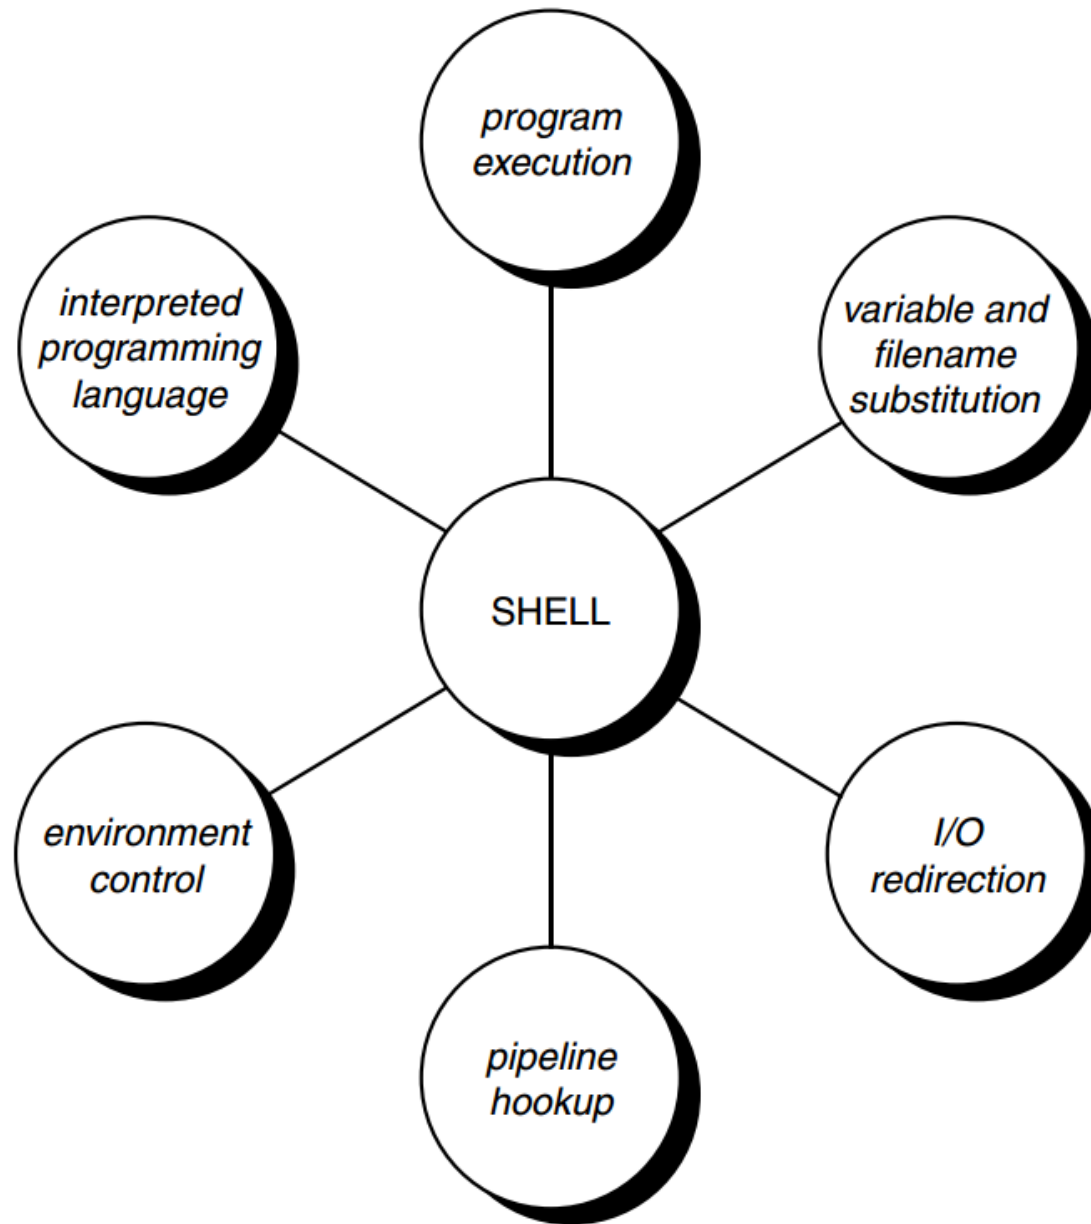 program
execution
interpreted
programming
language
variable and
filename
substitution
SHELL
environment
control
I/O
redirection
pipeline
hookup